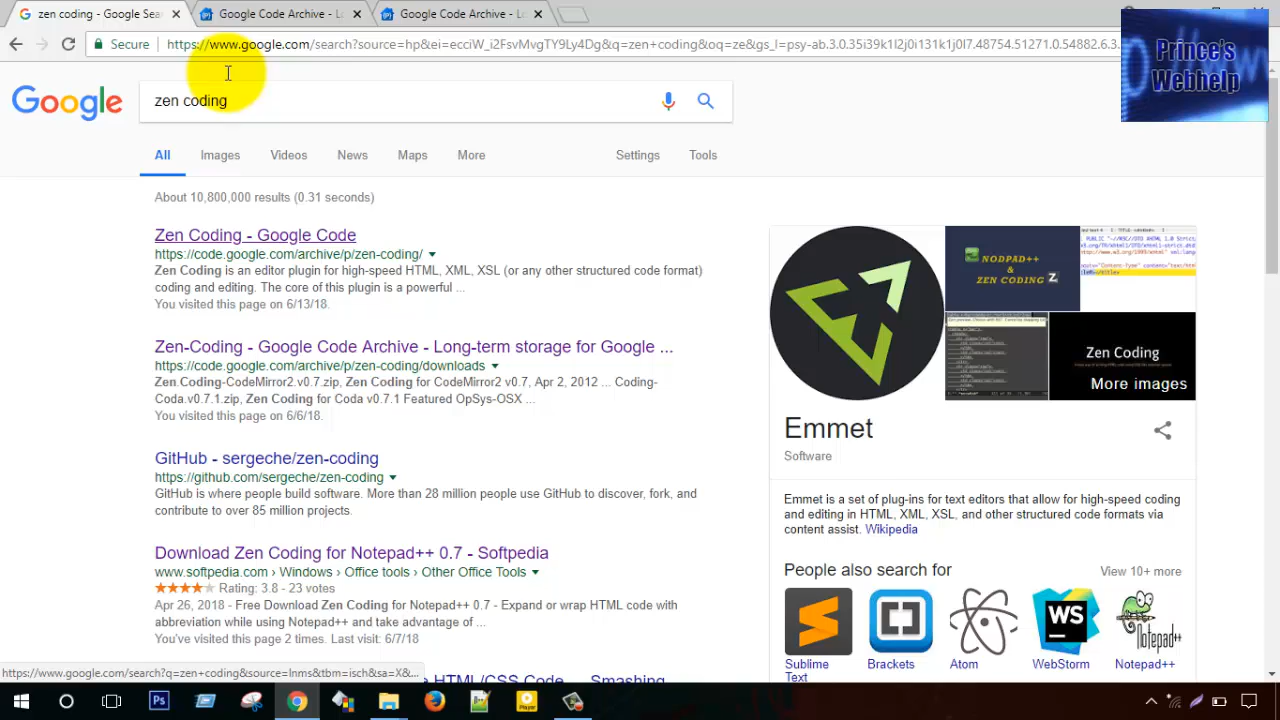 zen coding - Google Sea
Google Code Archive - Lo
Google Code Archive - Lo
Secure
https://www.google.com/search?source=hp&ei=
q=zen+coding&oq=ze&gs_l=psy-ab.3.0.35i39k1l2j0i131k1j0l7.48754.51271.0.54882.6.3.
Prince's
Webhelp
Google
zen coding
All
Images
Videos
News
Maps
More
Settings
Tools
About 10,800,000 results (0.31 seconds)
Zen Coding - Google Code
https://code.google.com/archive/p/zen-coding/
Zen Coding is an editor plugin for high-speed HTML, XML, XSL (or any other structured code format)
coding and editing. The core of this plugin is a powerful ...
You visited this page on 6/13/18.
Zen-Coding - Google Code Archive - Long-term storage for Google ...
https://code.google.com/archive/p/zen-coding/downloads
Zen.Coding-CodeMirror2.v0.7.1.zip, Zen Coding for CodeMirror2 v0.7.1, Feb 2, 2012 ... Coding-
Coda.v0.7.1.zip, Zen Coding for Coda v0.7.1 Featured OpSys-OSX.
You visited this page on 6/6/18.
GitHub - sergeche/zen-coding
https://github.com/sergeche/zen-coding
GitHub is where people build software. More than 28 million people use GitHub to discover, fork, and
contribute to over 85 million projects.
Download Zen Coding for Notepad++ 0.7 - Softpedia
www.softpedia.com › Windows › Office tools › Other Office Tools
Rating: 3.8 - 23 votes
Apr 26, 2018 - Free Download Zen Coding for Notepad++ 0.7 - Expand or wrap HTML code with
abbreviation while using Notepad++ and take advantage of ...
You've visited this page 2 times. Last visit: 6/7/18
HTML/CSS Code - Smashing
https://www.google.com/search?q=zen+coding&source=lnms&tbm=isch&sa=X&
NODPAD++
&
ZEN CODING
Z
Zen Coding
More images
Emmet
Software
Emmet is a set of plug-ins for text editors that allow for high-speed coding
and editing in HTML, XML, XSL, and other structured code formats via
content assist. Wikipedia
People also search for
View 10+ more
WS
Notepad++
Sublime
Text
Brackets
Atom
WebStorm
Notepad++
Ps
Player